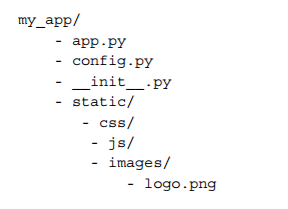 my_app/
    - app.py
    - config.py
    - __init__.py
    - static/
       - css/
        - js/
        - images/
            - logo.png